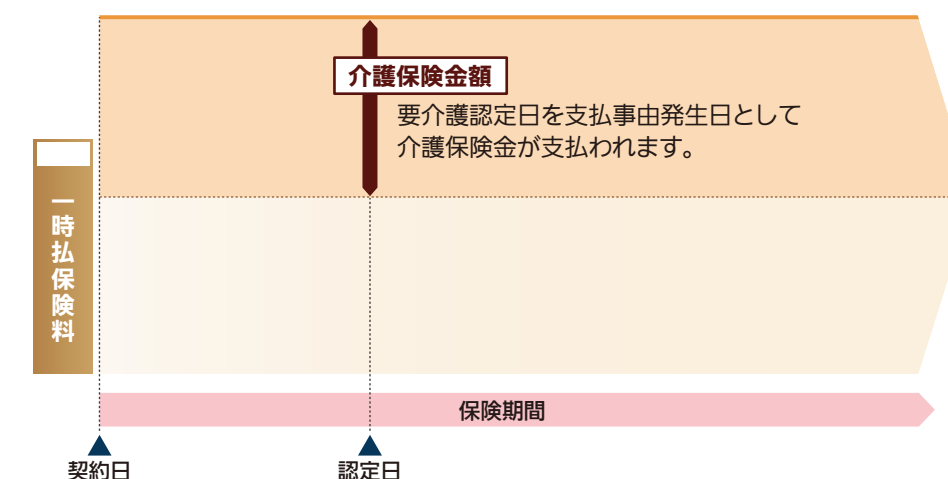 介護保険金額
要介護認定日を支払事由発生日として
介護保険金が支払われます。
一時払保険料
保険期間
契約日
認定日